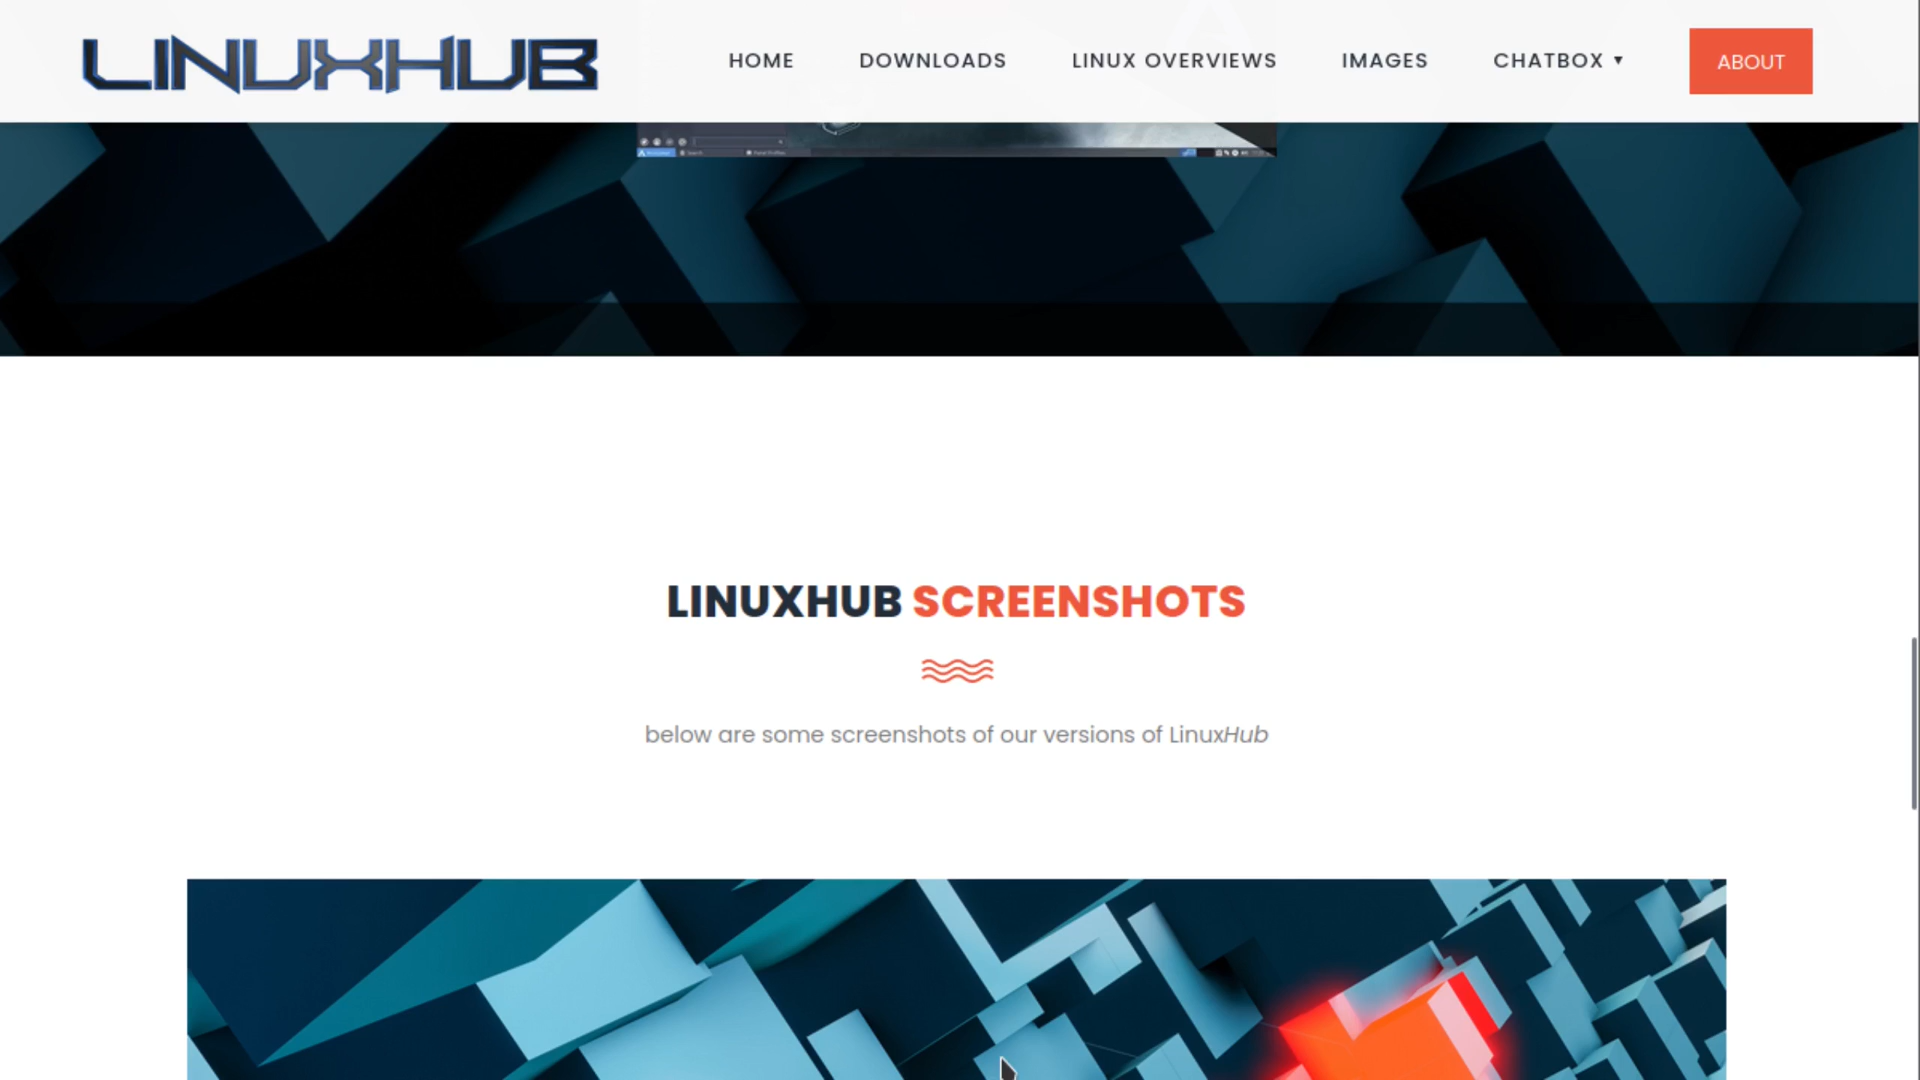 LINUXHUB
HOME DOWNLOADS LINUX OVERVIEWS IMAGES CHATBOX ▼ ABOUT
LINUXHUB SCREENSHOTS
below are some screenshots of our versions of LinuxHub